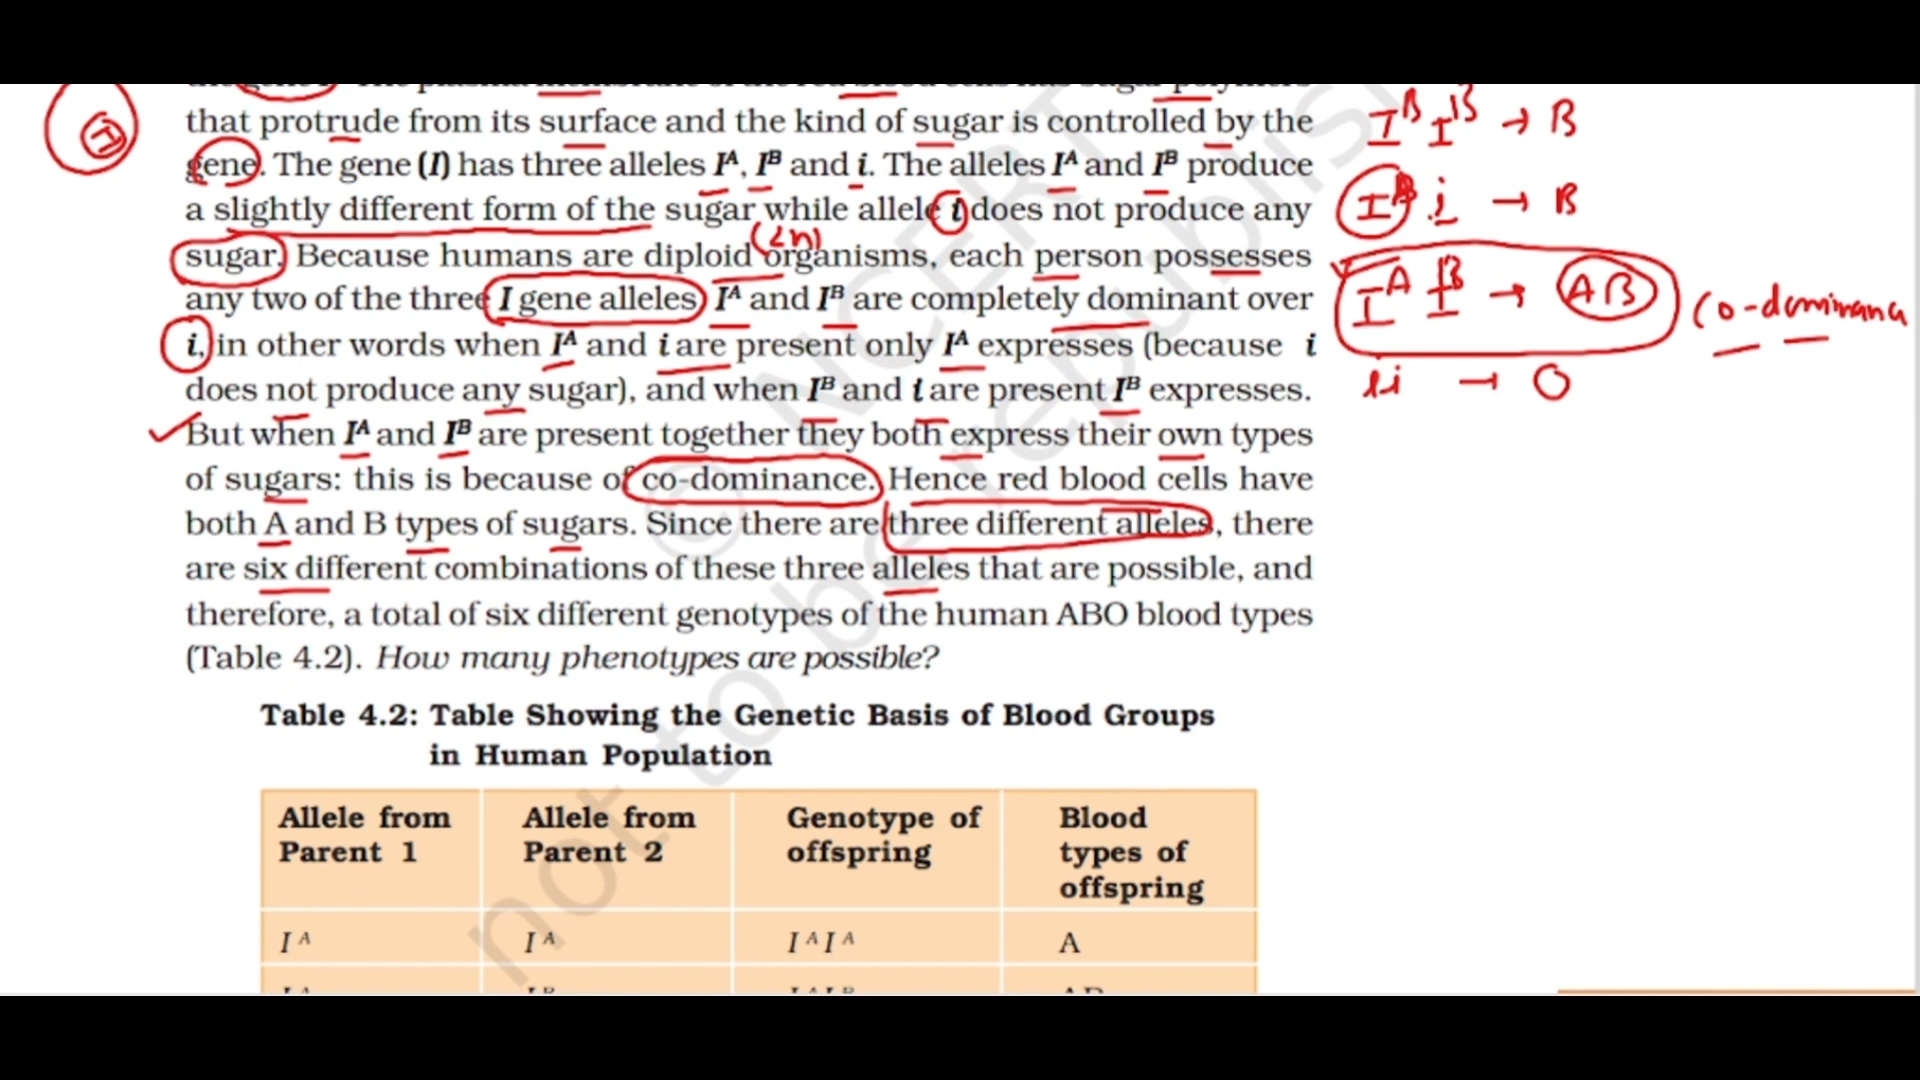 that protrude from its surface and the kind of sugar is controlled by the
gene. The gene (I) has three alleles Iᴬ, Iᴮ and i. The alleles Iᴬ and Iᴮ produce
a slightly different form of the sugar while allele i does not produce any
(2n)
sugar. Because humans are diploid organisms, each person possesses
any two of the three I gene alleles Iᴬ and Iᴮ are completely dominant over
i, in other words when Iᴬ and i are present only Iᴬ expresses (because i
does not produce any sugar), and when Iᴮ and i are present Iᴮ expresses.
But when Iᴬ and Iᴮ are present together they both express their own types
of sugars: this is because of co-dominance. Hence red blood cells have
both A and B types of sugars. Since there are three different alleles, there
are six different combinations of these three alleles that are possible, and
therefore, a total of six different genotypes of the human ABO blood types
(Table 4.2). How many phenotypes are possible?
Table 4.2: Table Showing the Genetic Basis of Blood Groups
in Human Population
Allele from Parent 1
Allele from Parent 2
Genotype of offspring
Blood types of offspring
Iᴬ Iᴬ IᴬIᴬ A
I
Iᴮ Iᴮ → B
Iᴮ i → B
Iᴬ Iᴮ → AB co-dominance
ii → O
© NCERT
not to be republis